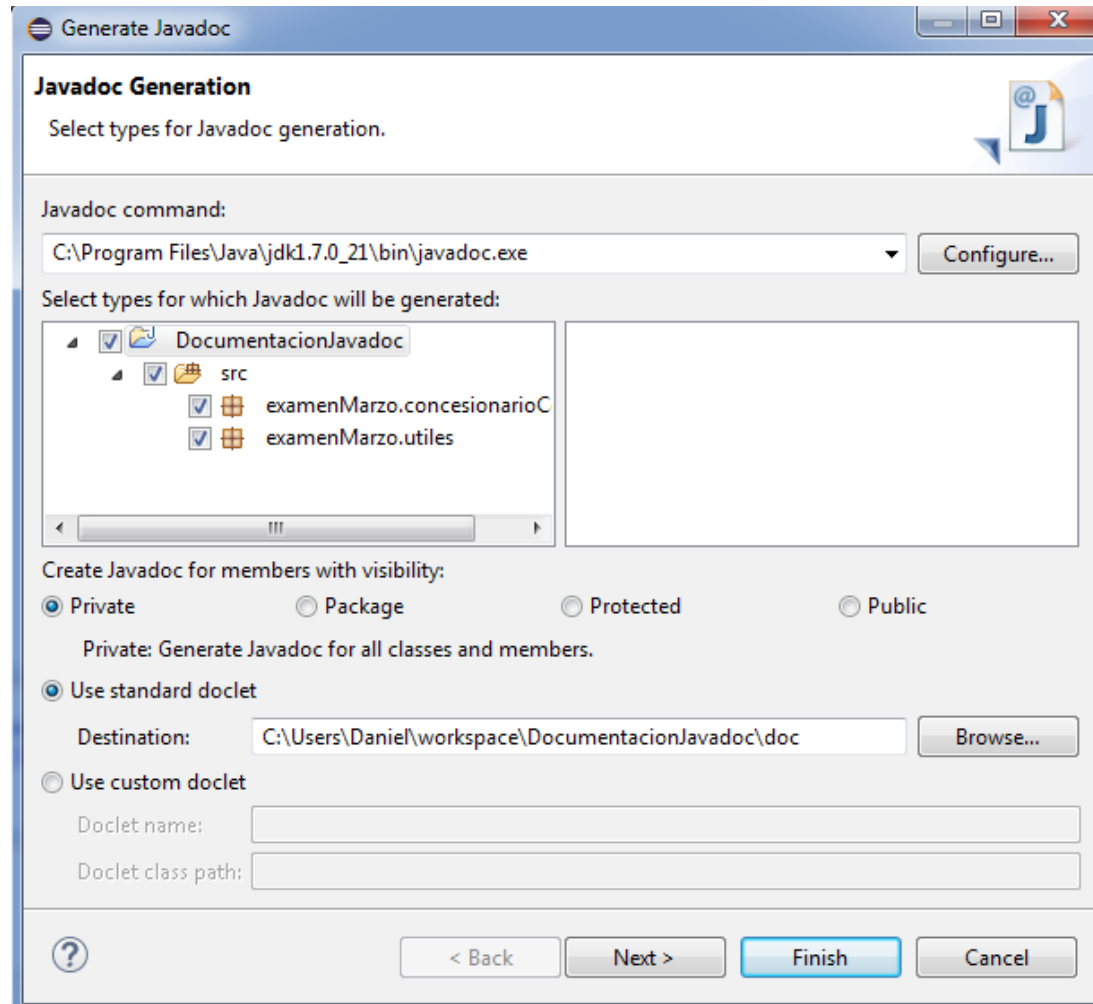 Generate Javadoc
Javadoc Generation
Select types for Javadoc generation.
@
J
Javadoc command:
C:\Program Files\Java\jdk1.7.0_21\bin\javadoc.exe
Configure...
Select types for which Javadoc will be generated:
DocumentacionJavadoc
src
examenMarzo.concesionarioC
examenMarzo.utiles
Create Javadoc for members with visibility:
Private Package Protected Public
Private: Generate Javadoc for all classes and members.
Use standard doclet
Destination: C:\Users\Daniel\workspace\DocumentacionJavadoc\doc Browse...
Use custom doclet
Doclet name:
Doclet class path:
? < Back Next > Finish Cancel